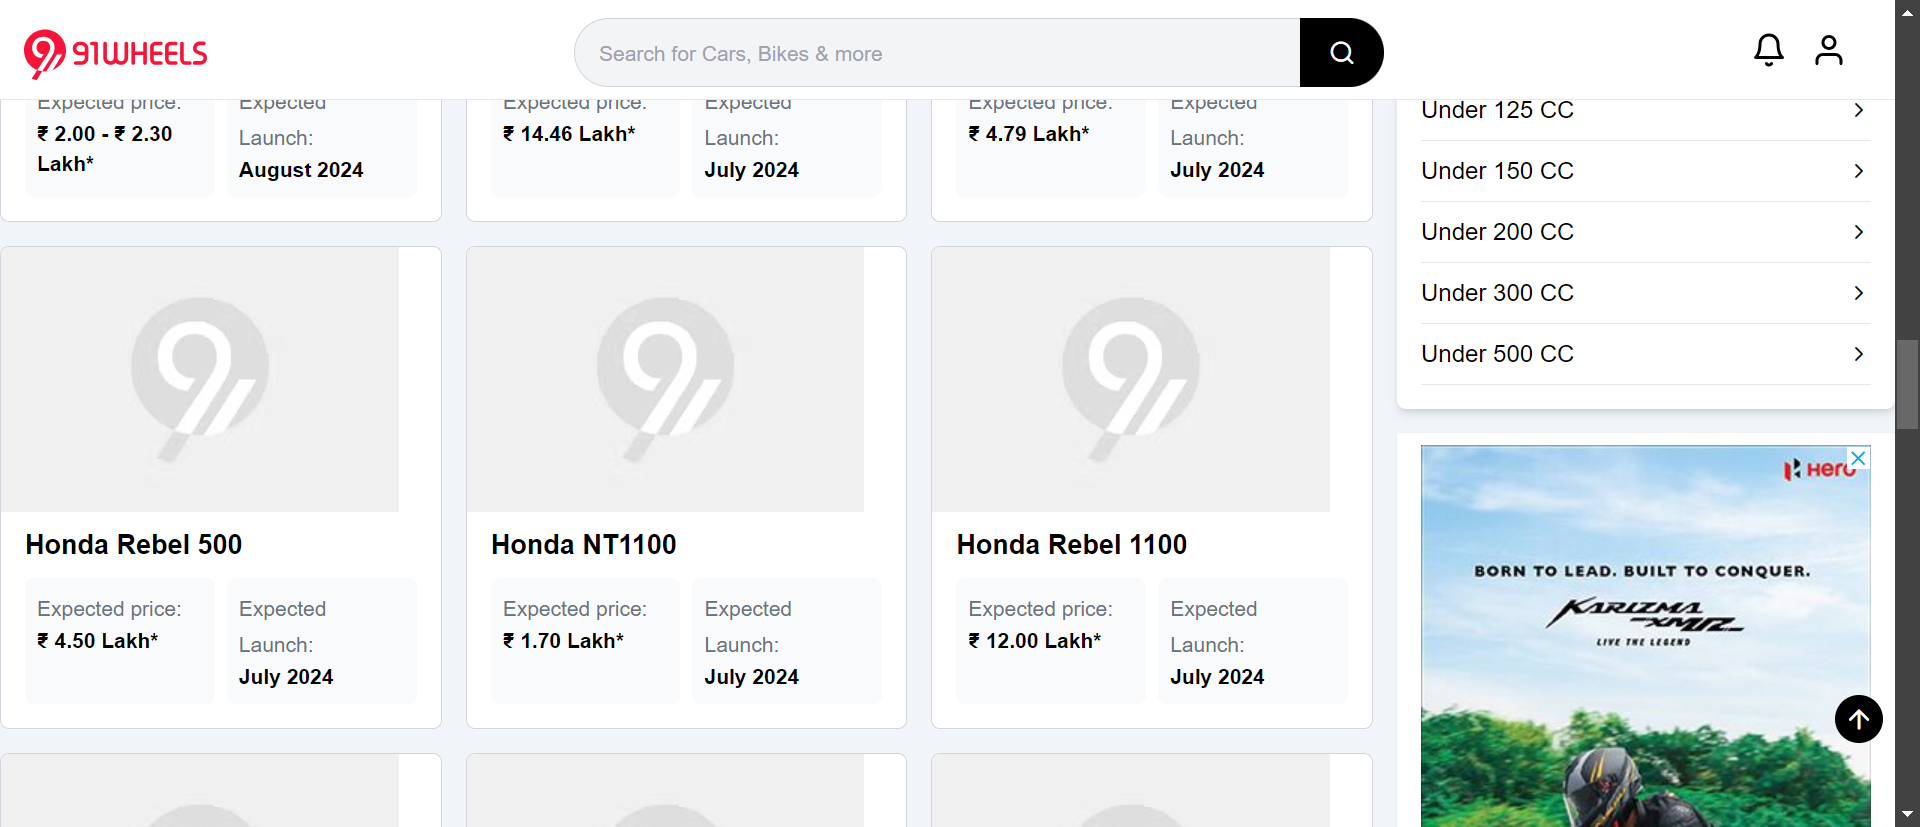 91WHEELS
Search for Cars, Bikes & more
Expected price:
₹ 2.00 - ₹ 2.30
Lakh*
Expected
Launch:
August 2024
Expected price:
₹ 14.46 Lakh*
Expected
Launch:
July 2024
Expected price:
₹ 4.79 Lakh*
Expected
Launch:
July 2024
Honda Rebel 500
Expected price:
₹ 4.50 Lakh*
Expected
Launch:
July 2024
Honda NT1100
Expected price:
₹ 1.70 Lakh*
Expected
Launch:
July 2024
Honda Rebel 1100
Expected price:
₹ 12.00 Lakh*
Expected
Launch:
July 2024
Under 125 CC
Under 150 CC
Under 200 CC
Under 300 CC
Under 500 CC
Hero
BORN TO LEAD. BUILT TO CONQUER.
KARIZMA
XMR
LIVE THE LEGEND